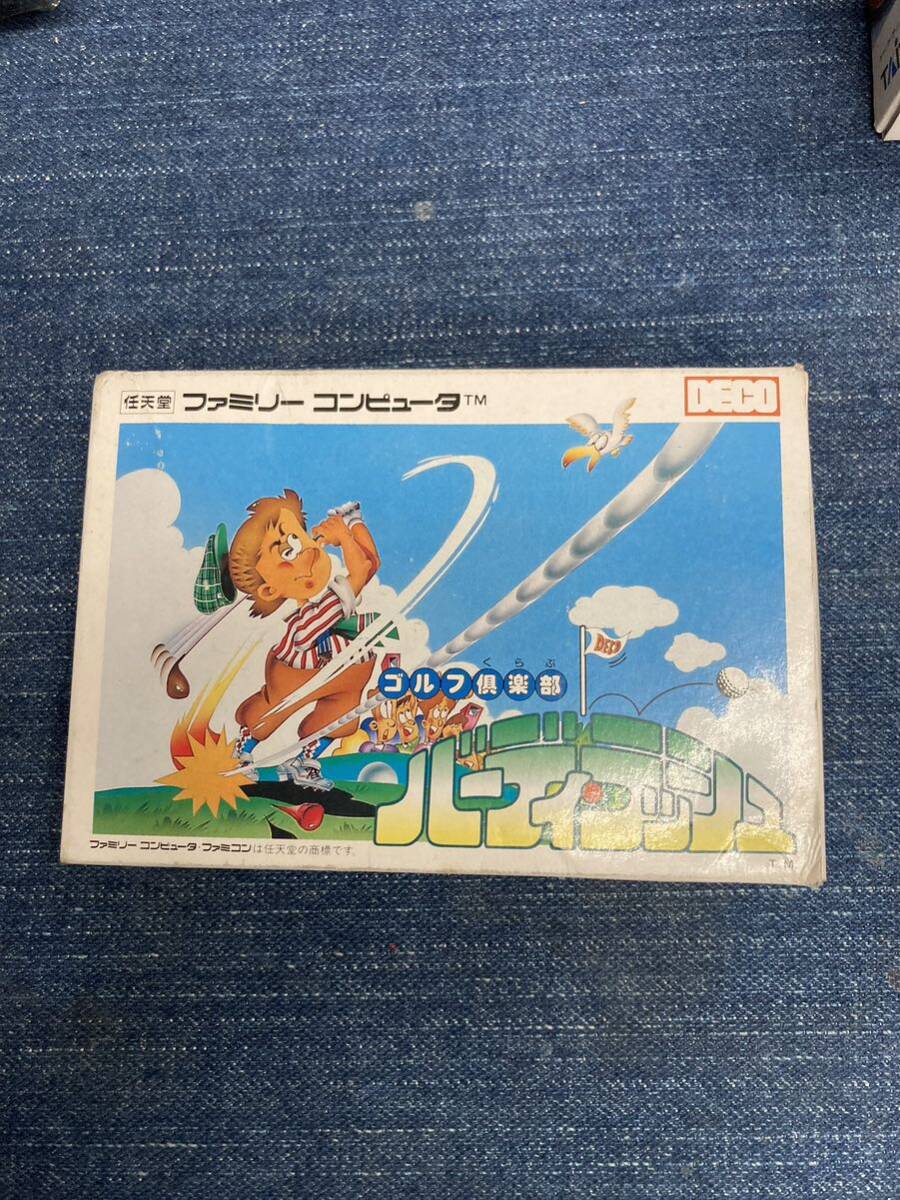 TAI
任天堂 ファミリー コンピュータ™
DECO
DECO
くらぶ
ゴルフ倶楽部
バーディラッシュ
TM
ファミリー コンピュータ・ファミコンは任天堂の商標です。